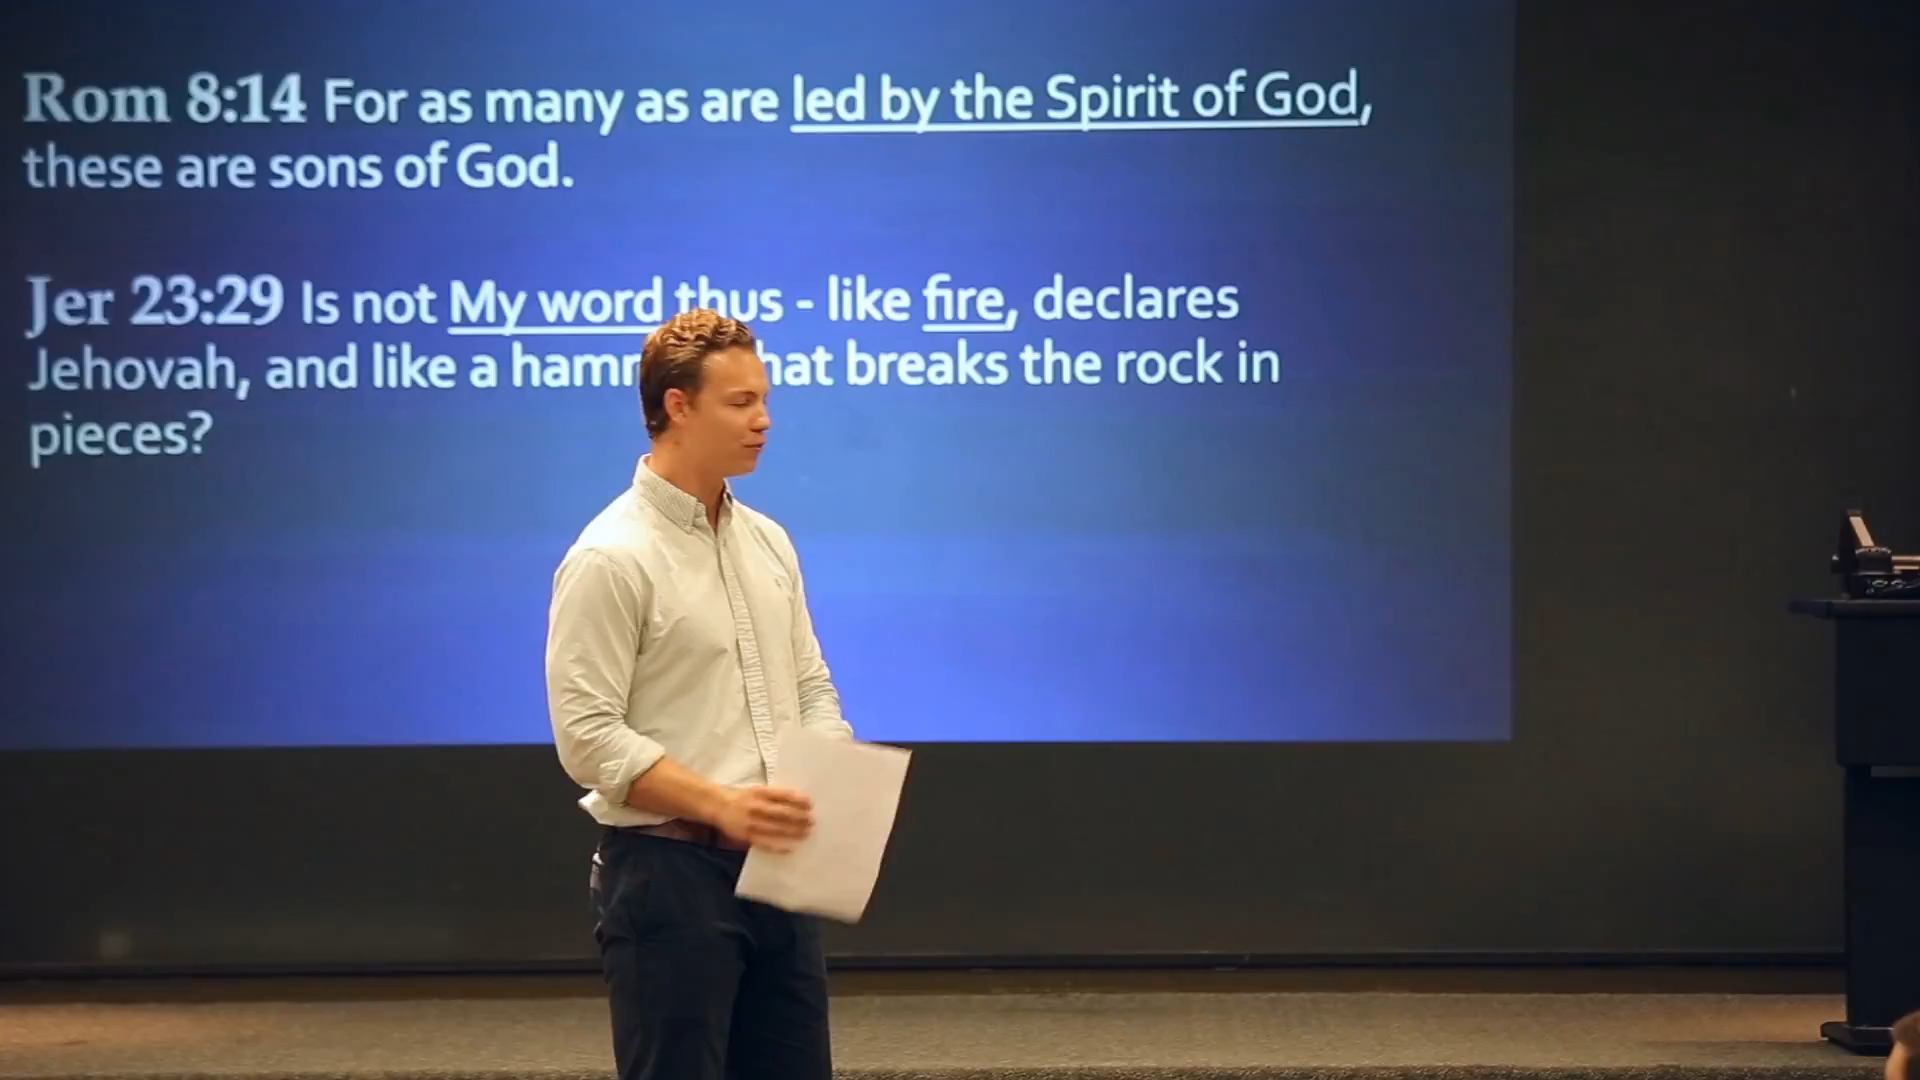 Rom 8:14 For as many as are led by the Spirit of God,
these are sons of God.
Jer 23:29 Is not My word thus - like fire, declares
Jehovah, and like a hat breaks the rock in
pieces?